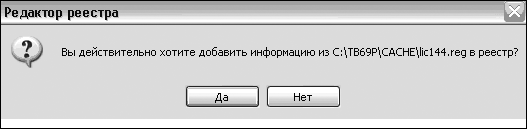 Редактор реестра
Вы действительно хотите добавить информацию из C:\TB69P\CACHE\lic144.reg в реестр?
Да
Нет